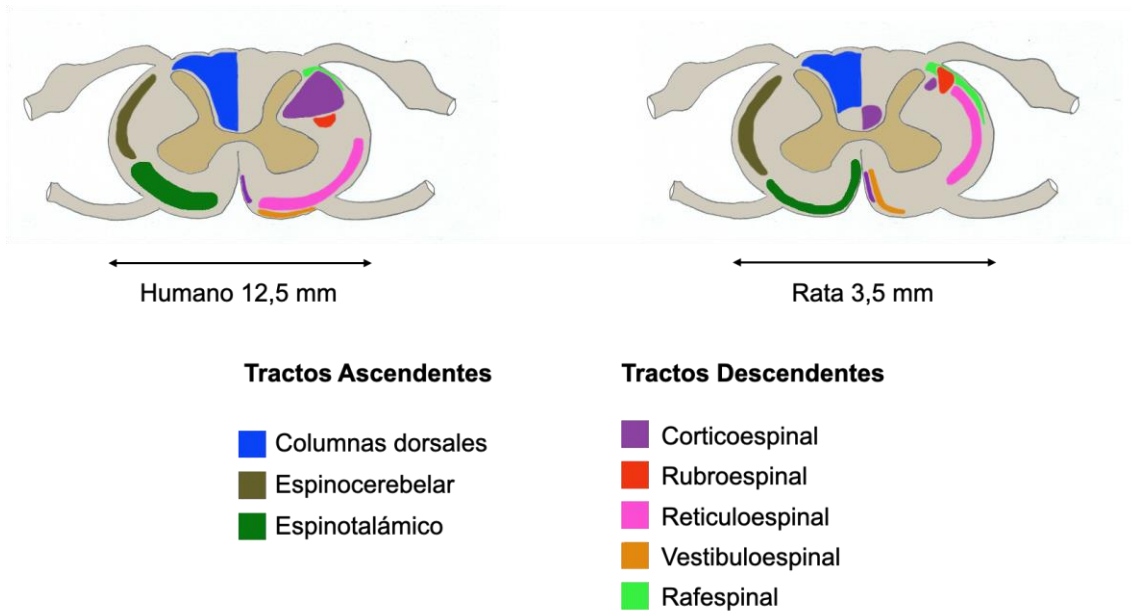 Humano 12,5 mm
Rata 3,5 mm
Tractos Ascendentes
Columnas dorsales
Espinocerebelar
Espinotalámico
Tractos Descendentes
Corticoespinal
Rubroespinal
Reticuloespinal
Vestibuloespinal
Rafespinal